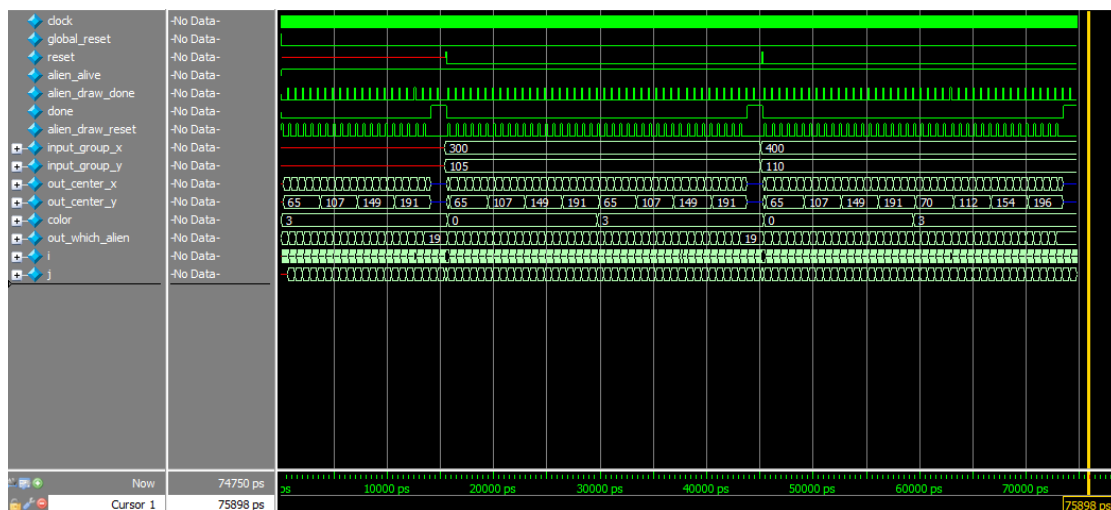 clock -No Data-
global_reset -No Data-
reset -No Data-
alien_alive -No Data-
alien_draw_done -No Data-
done -No Data-
alien_draw_reset -No Data-
input_group_x -No Data- 300 400
input_group_y -No Data- 105 110
out_center_x -No Data-
out_center_y -No Data- 65 107 149 191 65 107 149 191 65 107 149 191 65 107 149 191 70 112 154 196
color -No Data- 3 0 3 0 3
out_which_alien -No Data- 19 19
i -No Data-
j -No Data-
Now 74750 ps ps 10000 ps 20000 ps 30000 ps 40000 ps 50000 ps 60000 ps 70000 ps
Cursor 1 75898 ps 75898 ps